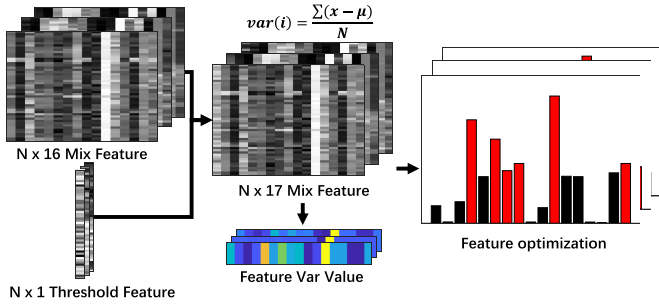 var(i) = ∑(x − μ) / N
N x 16 Mix Feature
N x 17 Mix Feature
Feature optimization
Feature Var Value
N x 1 Threshold Feature